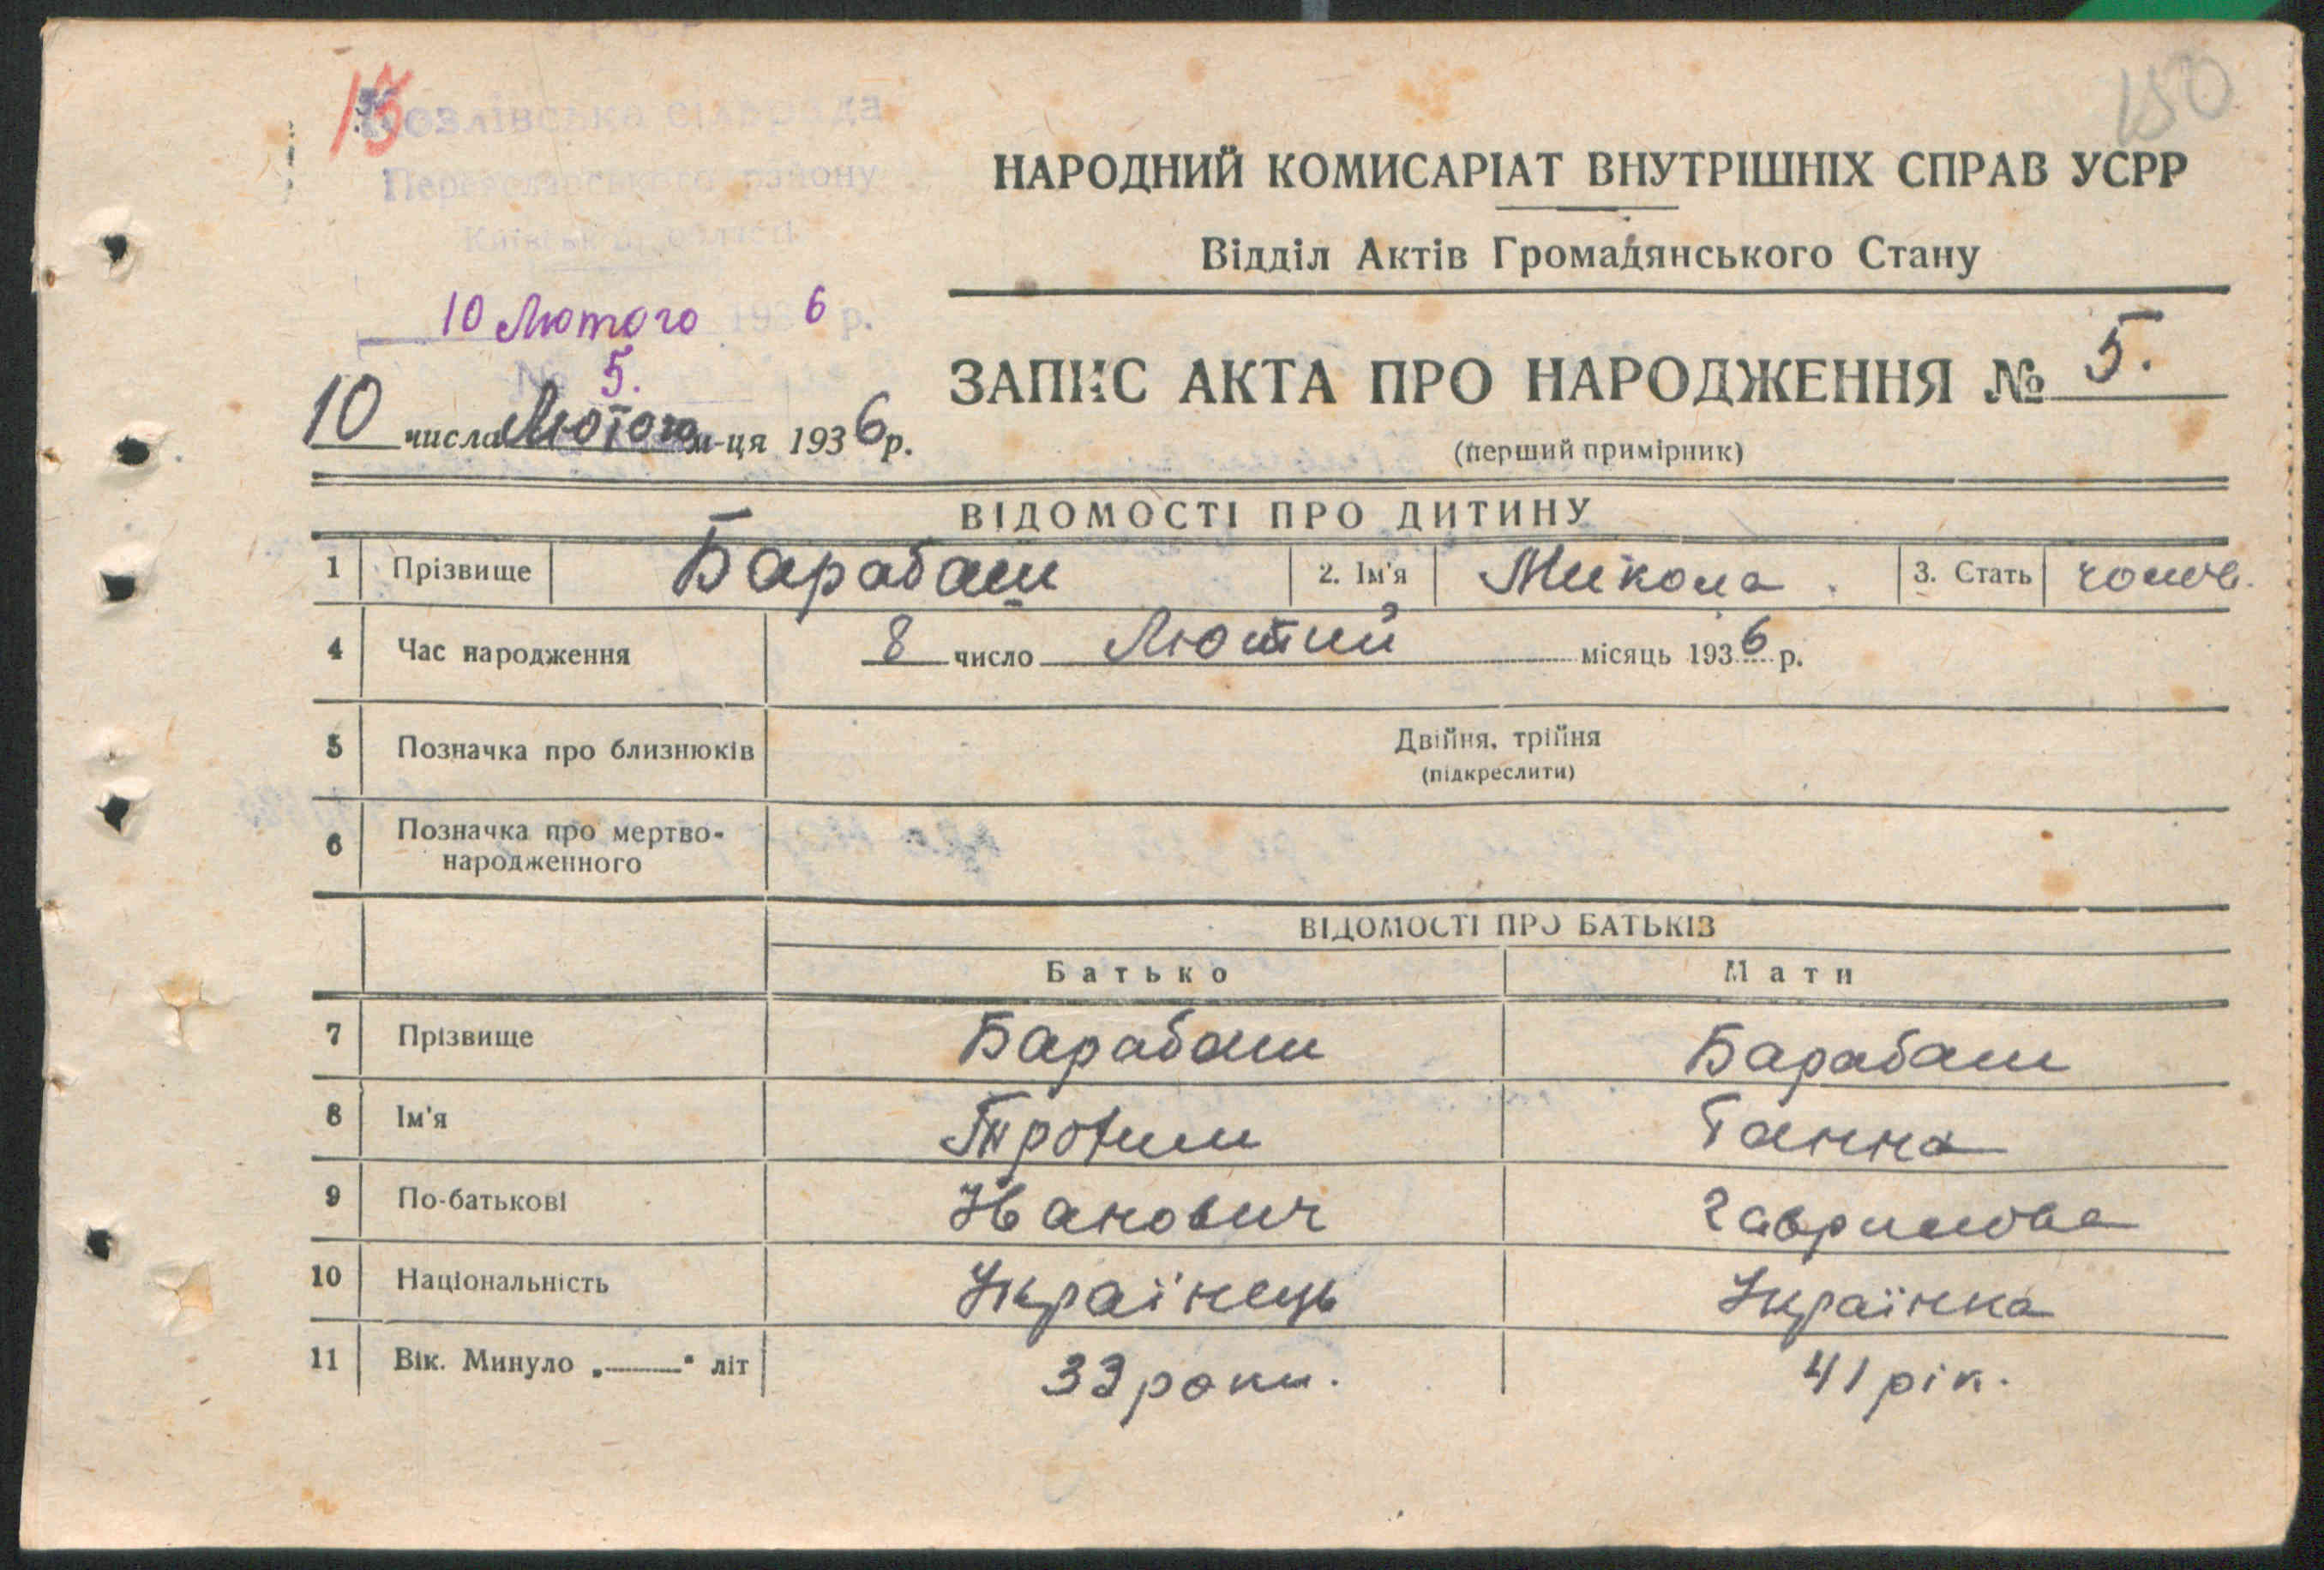 150
15
Козлівська сільрада
Переяславського району
Київської області
10 Лютого 1936 р.
№ 5.
10 числа Лютого м-ця 1936 р.
НАРОДНИЙ КОМИСАРІАТ ВНУТРІШНІХ СПРАВ УСРР
Відділ Актів Громадянського Стану
ЗАПИС АКТА ПРО НАРОДЖЕННЯ № 5.
(перший примірник)
ВІДОМОСТІ ПРО ДИТИНУ
1 Прізвище Барабаш 2. Ім'я Микола. 3. Стать чолов.
4 Час народження 8 число Лютий місяць 1936 р.
5 Позначка про близнюків Двійня, трійня
(підкреслити)
6 Позначка про мертво-
народженного
ВІДОМОСТІ ПРО БАТЬКІВ
Батько Мати
7 Прізвище Барабаш Барабаш
8 Ім'я Трофим Ганна
9 По-батькові Іванович Гаврилова
10 Національність Українець Українка
11 Вік. Минуло „——" літ 33 роки. 41 рік.